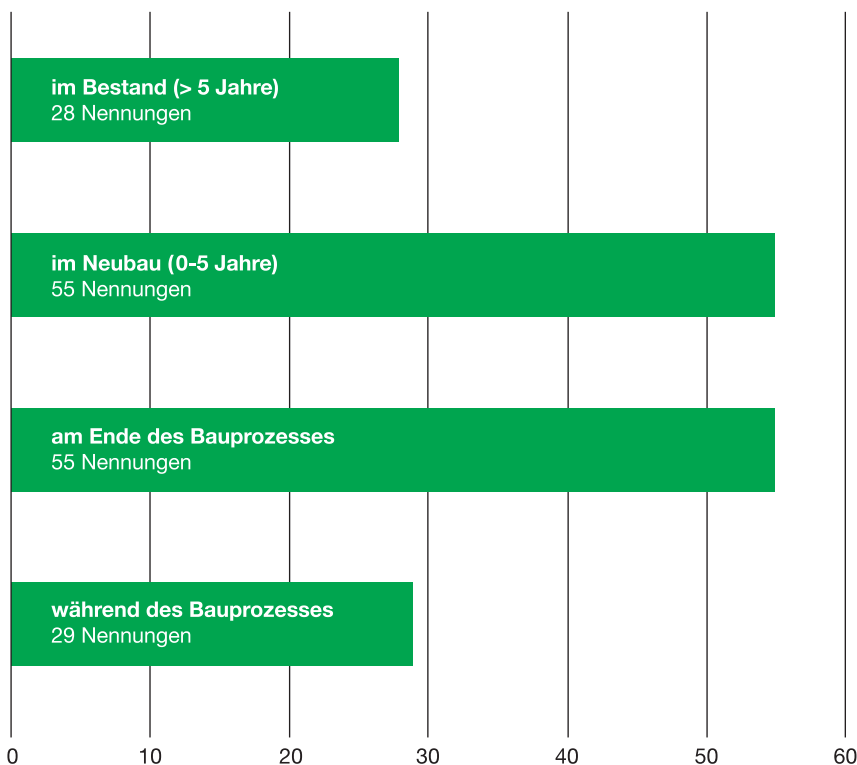 im Bestand (> 5 Jahre)
28 Nennungen
im Neubau (0-5 Jahre)
55 Nennungen
am Ende des Bauprozesses
55 Nennungen
während des Bauprozesses
29 Nennungen
0 10 20 30 40 50 60